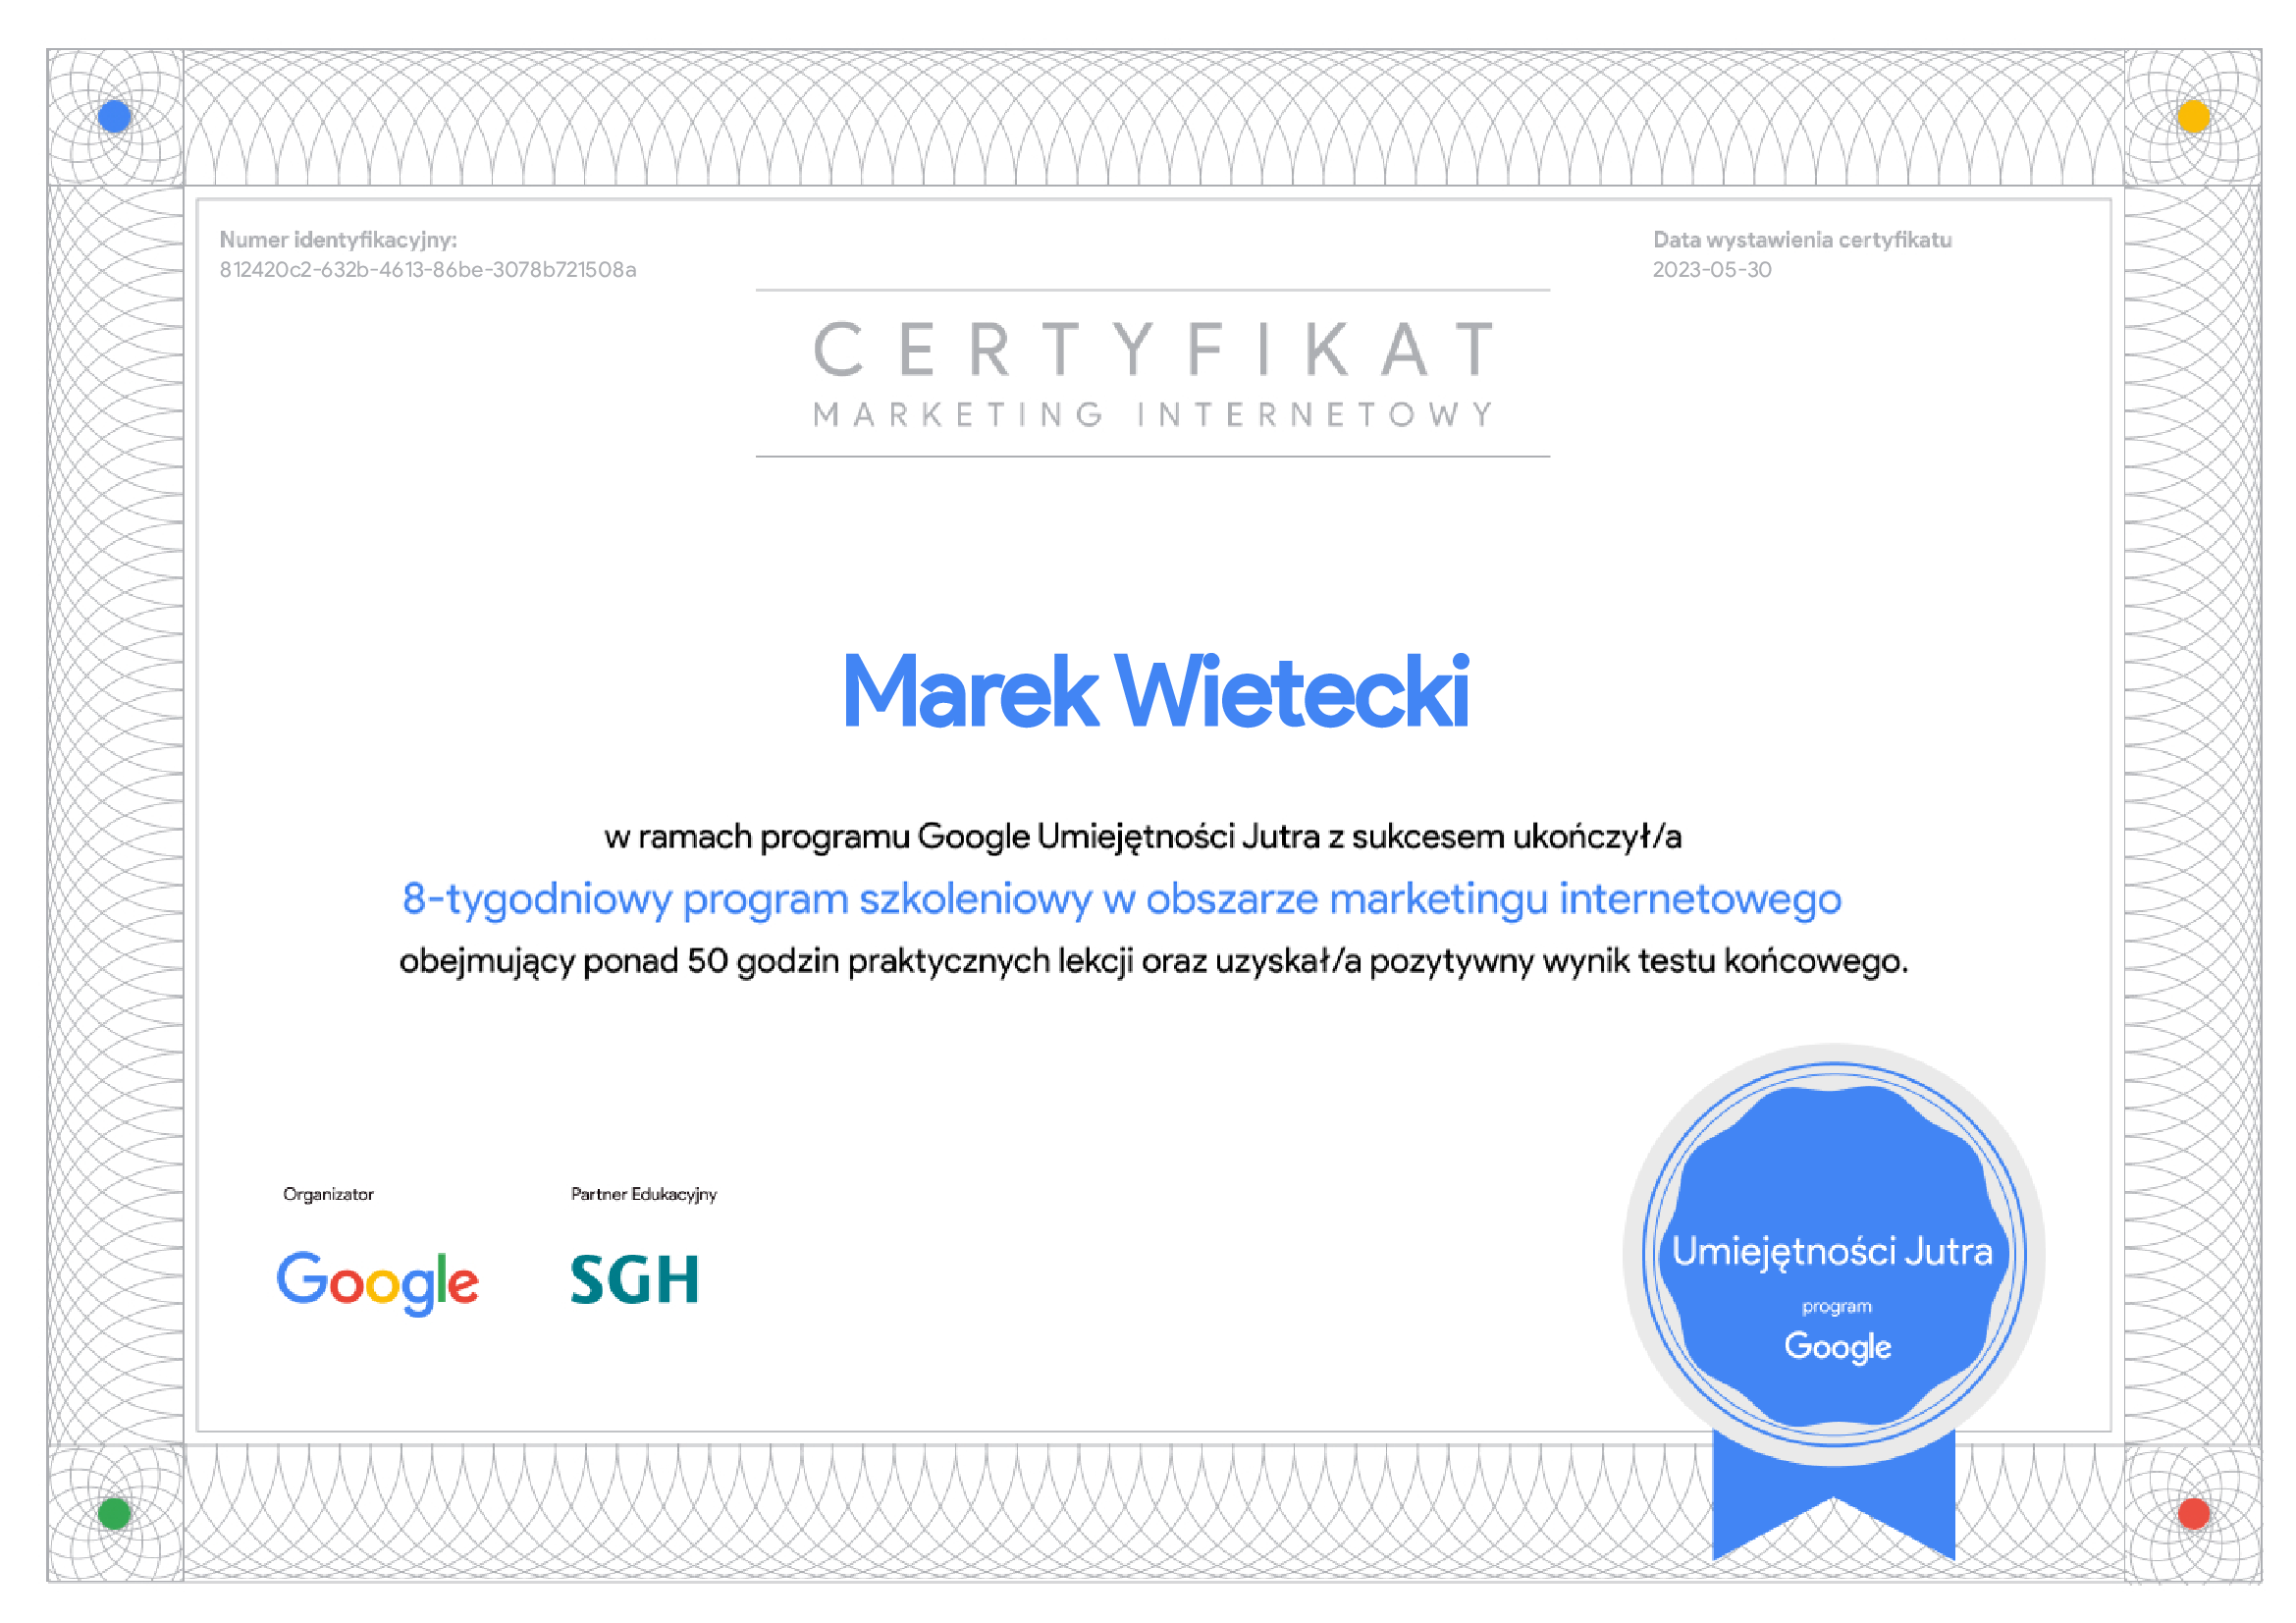 Numer identyfikacyjny:
812420c2-632b-4613-86be-3078b721508a
Data wystawienia certyfikatu
2023-05-30
CERTYFIKAT
MARKETING INTERNETOWY
Marek Wietecki
w ramach programu Google Umiejętności Jutra z sukcesem ukończył/a
8-tygodniowy program szkoleniowy w obszarze marketingu internetowego
obejmujący ponad 50 godzin praktycznych lekcji oraz uzyskał/a pozytywny wynik testu końcowego.
Organizator
Partner Edukacyjny
Google
SGH
Umiejętności Jutra
program
Google